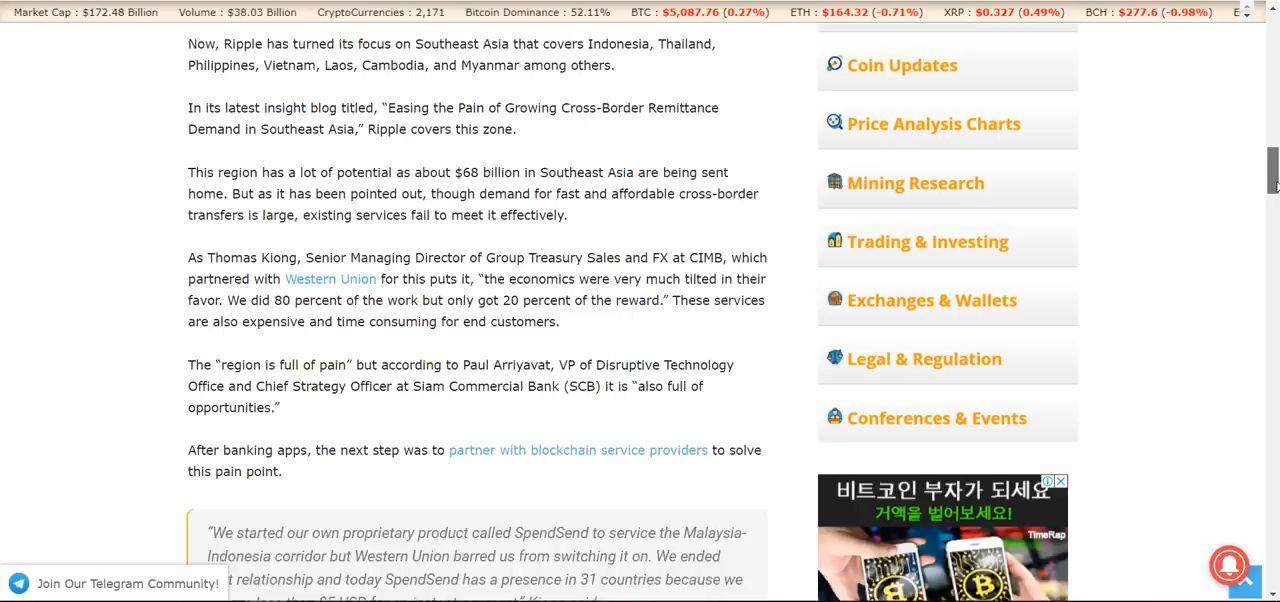 Market Cap : $172.48 Billion Volume : $38.03 Billion CryptoCurrencies : 2,171 Bitcoin Dominance : 52.11% BTC : $5,087.76 (0.27%) ETH : $164.32 (-0.71%) XRP : $0.327 (0.49%) BCH : $277.6 (-0.98%)
Now, Ripple has turned its focus on Southeast Asia that covers Indonesia, Thailand,
Philippines, Vietnam, Laos, Cambodia, and Myanmar among others.
In its latest insight blog titled, “Easing the Pain of Growing Cross-Border Remittance
Demand in Southeast Asia,” Ripple covers this zone.
This region has a lot of potential as about $68 billion in Southeast Asia are being sent
home. But as it has been pointed out, though demand for fast and affordable cross-border
transfers is large, existing services fail to meet it effectively.
As Thomas Kiong, Senior Managing Director of Group Treasury Sales and FX at CIMB, which
partnered with Western Union for this puts it, “the economics were very much tilted in their
favor. We did 80 percent of the work but only got 20 percent of the reward.” These services
are also expensive and time consuming for end customers.
The “region is full of pain” but according to Paul Arriyavat, VP of Disruptive Technology
Office and Chief Strategy Officer at Siam Commercial Bank (SCB) it is “also full of
opportunities.”
After banking apps, the next step was to partner with blockchain service providers to solve
this pain point.
“We started our own proprietary product called SpendSend to service the Malaysia-
Indonesia corridor but Western Union barred us from switching it on. We ended
relationship and today SpendSend has a presence in 31 countries because we
Join Our Telegram Community!
Coin Updates
Price Analysis Charts
Mining Research
Trading & Investing
Exchanges & Wallets
Legal & Regulation
Conferences & Events
비트코인 부자가 되세요
거액을 벌어보세요!
TimeRap